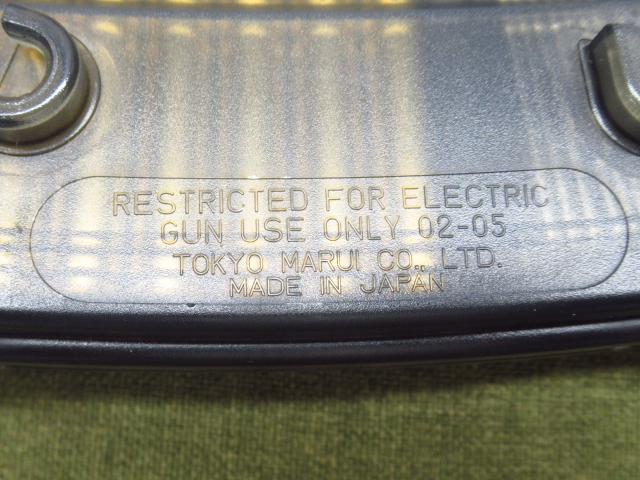 RESTRICTED FOR ELECTRIC
GUN USE ONLY 02-05
TOKYO MARUI CO., LTD.
MADE IN JAPAN